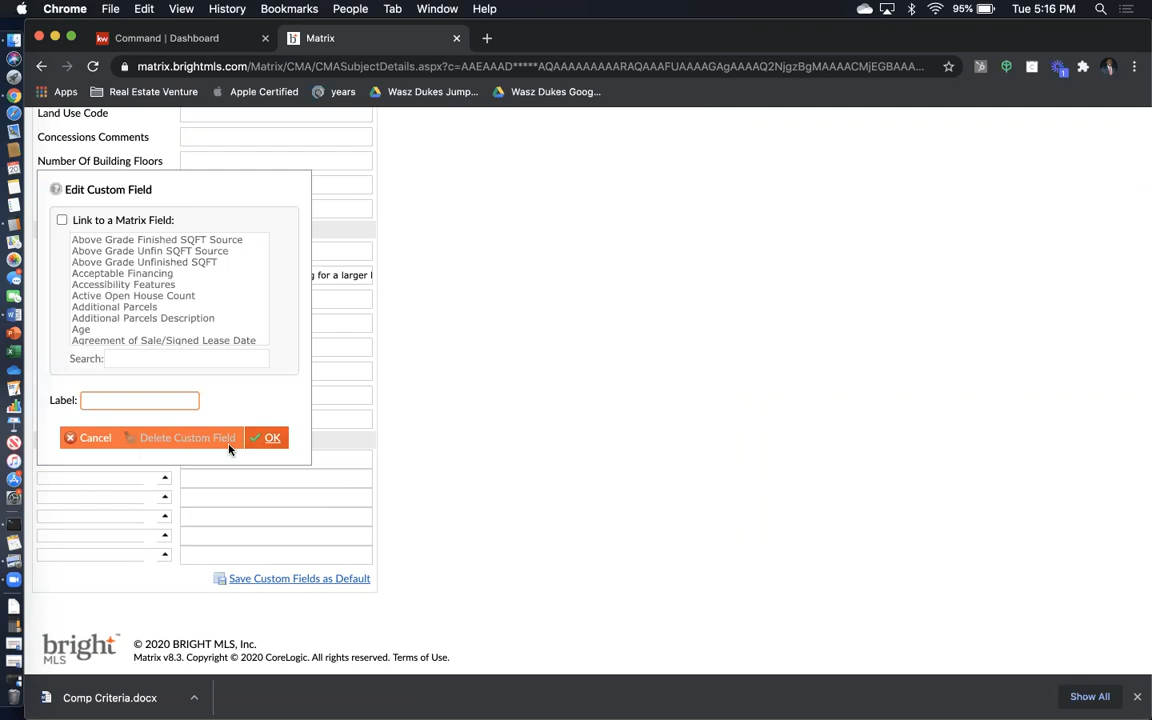 Chrome File Edit View History Bookmarks People Tab Window Help 95% Tue 5:16 PM
kw Command | Dashboard
Matrix
matrix.brightmls.com/Matrix/CMA/CMASubjectDetails.aspx?c=AAEAAAD*****AQAAAAAAAAARAQAAAFUAAAAGAgAAAAQ2NjgzBgMAAAACMjEGBAAA...
Apps Real Estate Venture Apple Certified years Wasz Dukes Jump... Wasz Dukes Goog...
Land Use Code
Concessions Comments
Number Of Building Floors
Edit Custom Field
Link to a Matrix Field:
Above Grade Finished SQFT Source
Above Grade Unfin SQFT Source
Above Grade Unfinished SQFT
Acceptable Financing
Accessibility Features
Active Open House Count
Additional Parcels
Additional Parcels Description
Age
Agreement of Sale/Signed Lease Date
Search:
g for a larger l
Label:
Cancel Delete Custom Field OK
Save Custom Fields as Default
bright MLS
© 2020 BRIGHT MLS, Inc.
Matrix v8.3. Copyright © 2020 CoreLogic. All rights reserved. Terms of Use.
Comp Criteria.docx
Show All